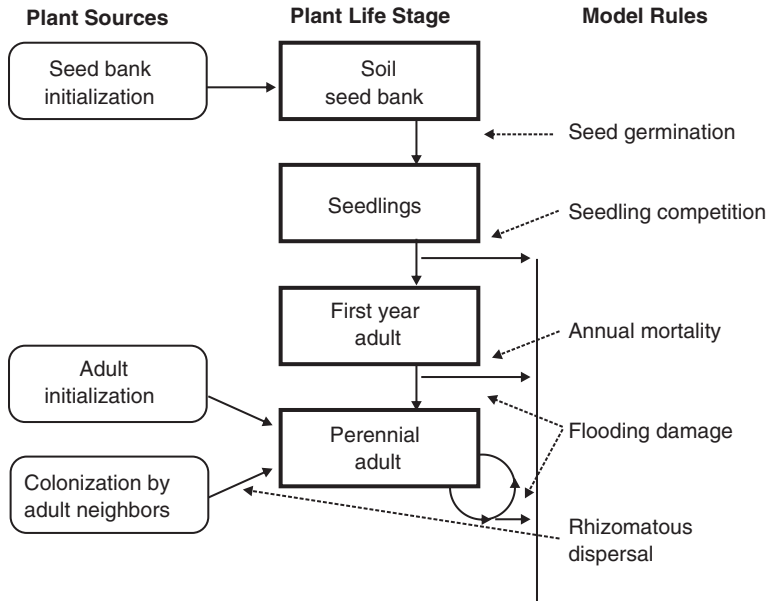 Plant Sources
Plant Life Stage
Model Rules
Seed bank
initialization
Soil
seed bank
Seed germination
Seedlings
Seedling competition
First year
adult
Annual mortality
Adult
initialization
Perennial
adult
Flooding damage
Colonization by
adult neighbors
Rhizomatous
dispersal